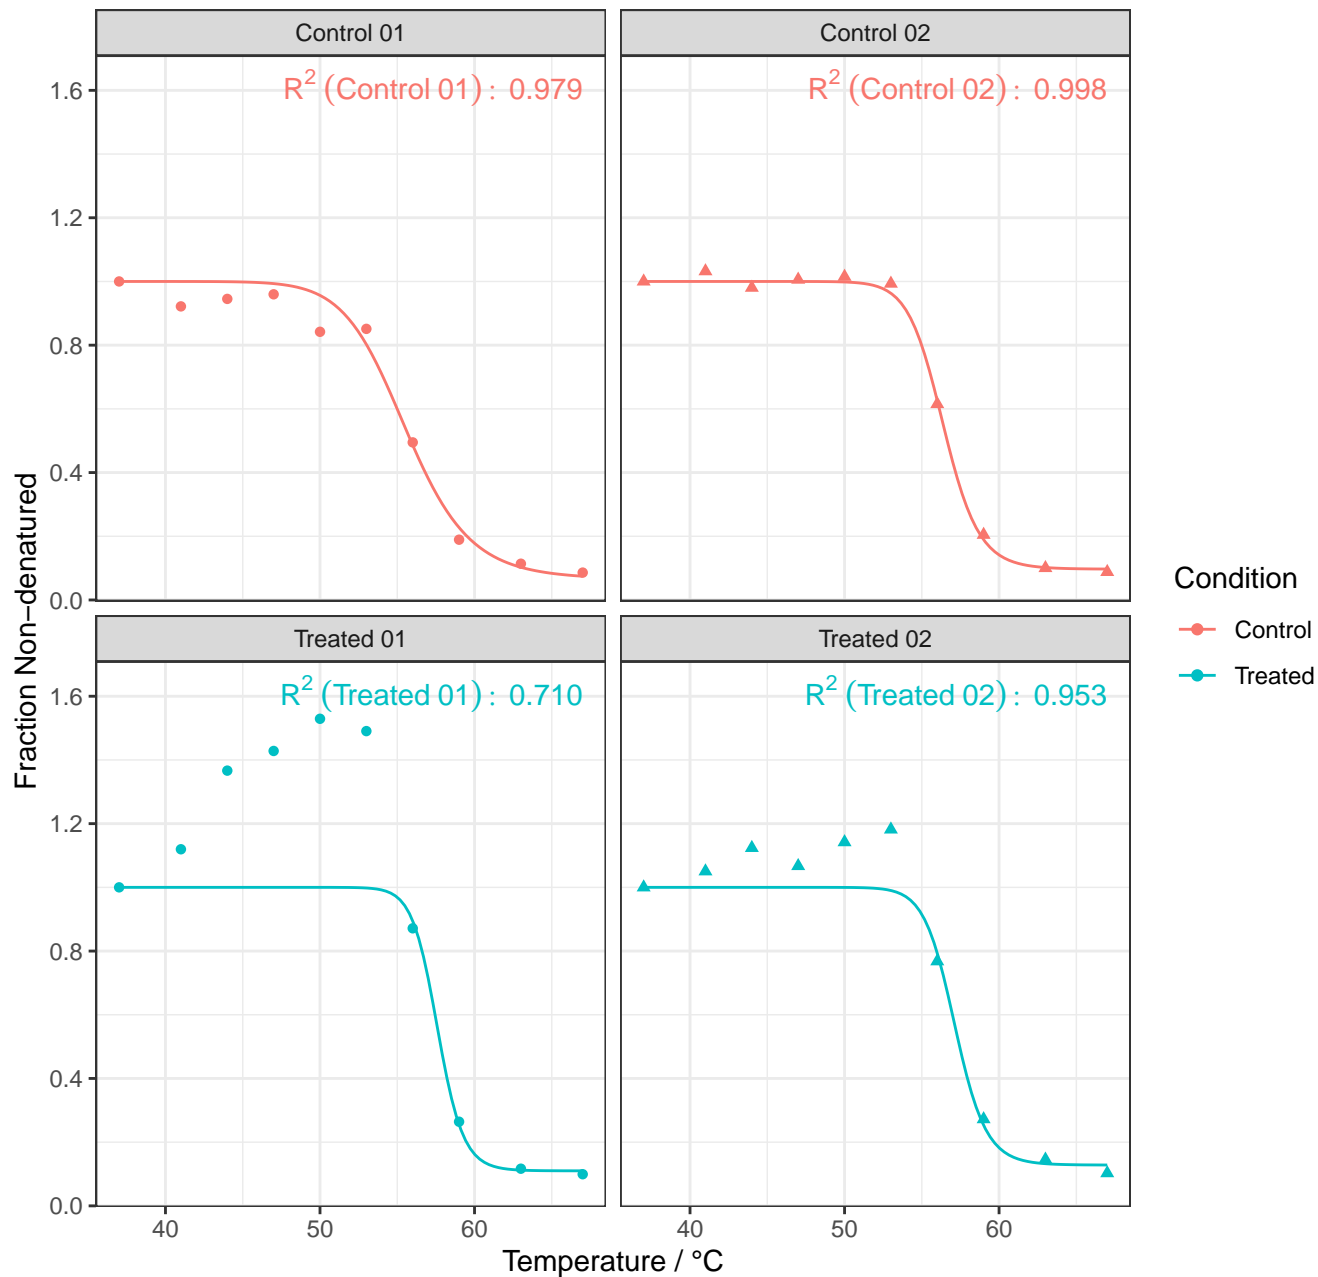 Control 01
Control 02
R² (Control 01) : 0.979
R² (Control 02) : 0.998
1.6
1.2
0.8
0.4
0.0
Fraction Non−denatured
Treated 01
Treated 02
R² (Treated 01) : 0.710
R² (Treated 02) : 0.953
1.6
1.2
0.8
0.4
0.0
40
50
60
40
50
60
Temperature / °C
Condition
Control
Treated